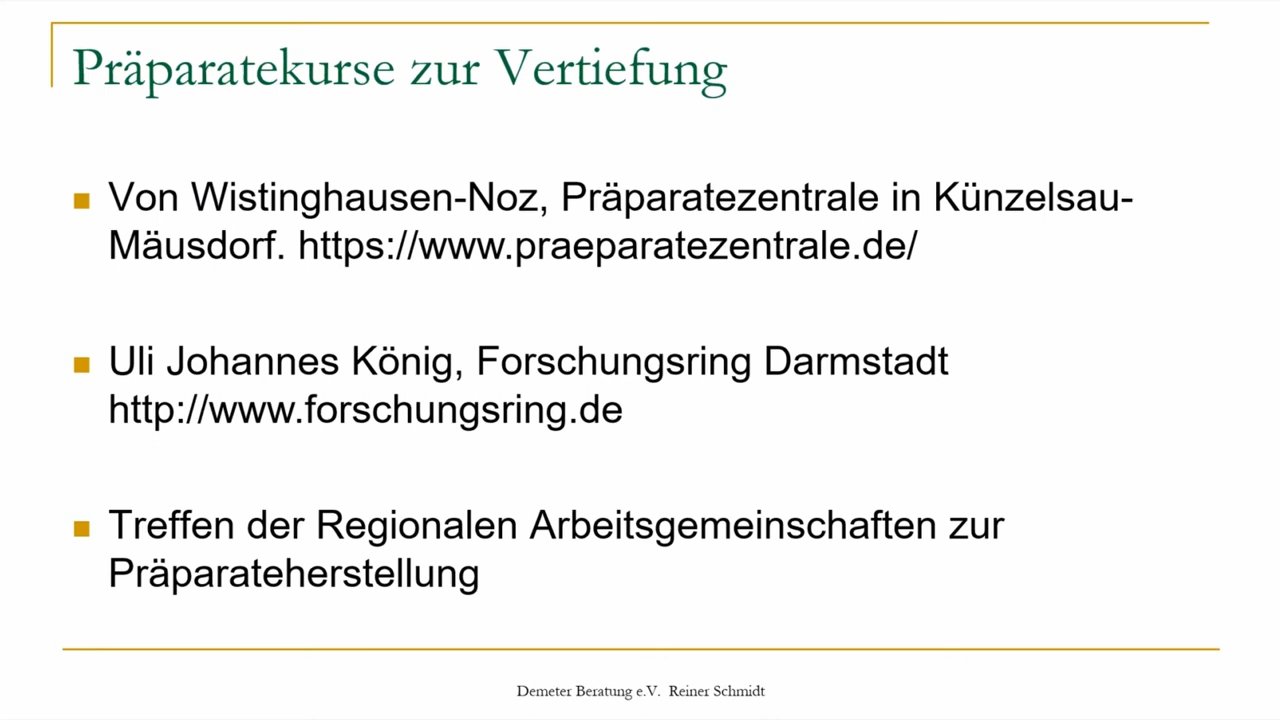 Präparatekurse zur Vertiefung
Von Wistinghausen-Noz, Präparatezentrale in Künzelsau-
Mäusdorf. https://www.praeparatezentrale.de/
Uli Johannes König, Forschungsring Darmstadt
http://www.forschungsring.de
Treffen der Regionalen Arbeitsgemeinschaften zur
Präparateherstellung
Demeter Beratung e.V. Reiner Schmidt